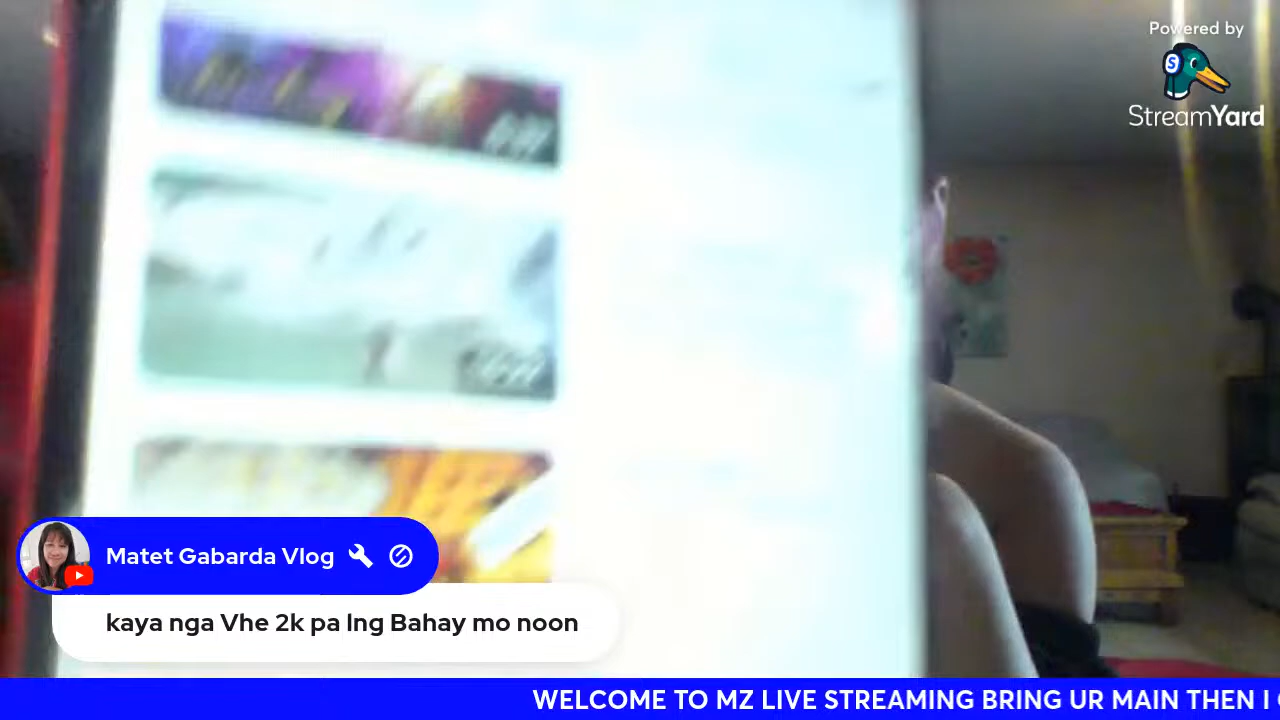 Powered by
StreamYard
Matet Gabarda Vlog
kaya nga Vhe 2k pa lng Bahay mo noon
WELCOME TO MZ LIVE STREAMING BRING UR MAIN THEN I